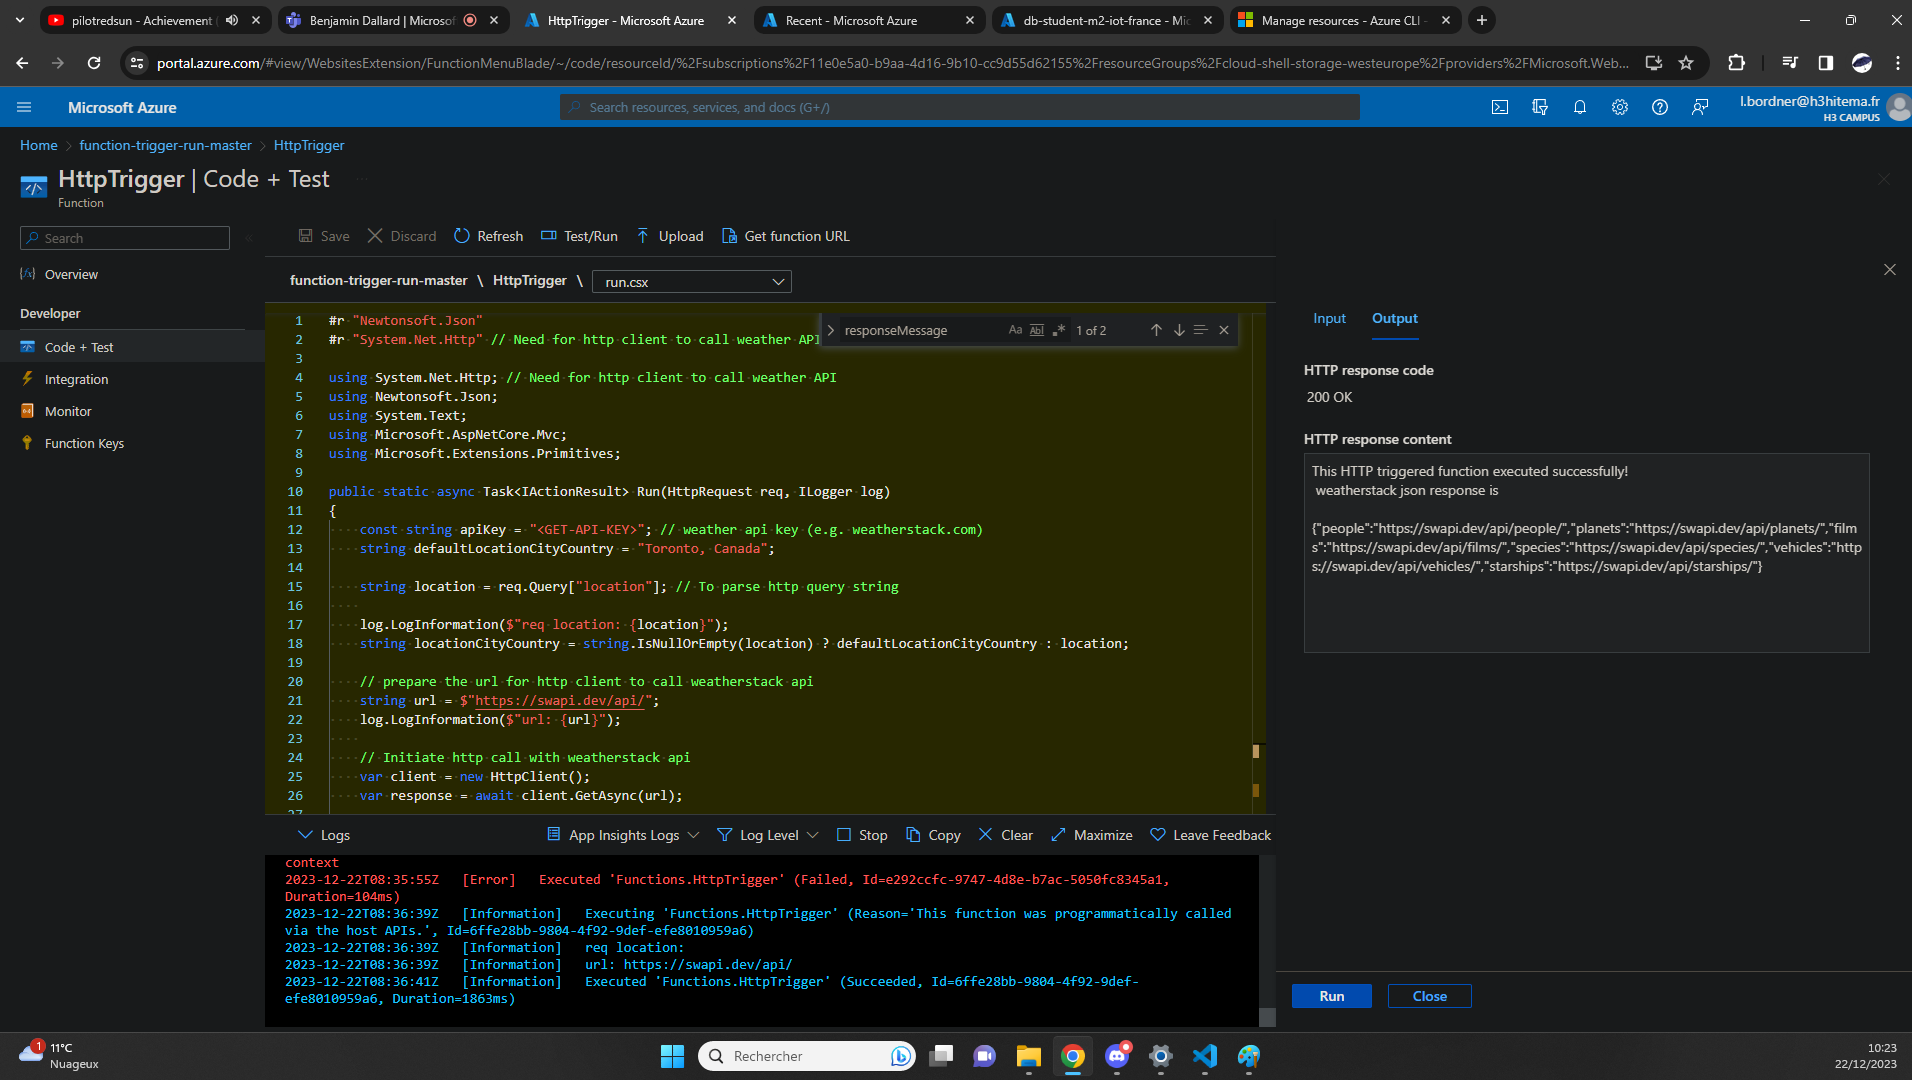 pilotredsun - Achievement (
Benjamin Dallard | Microsof
HttpTrigger - Microsoft Azure
Recent - Microsoft Azure
db-student-m2-iot-france - Mic
Manage resources - Azure CLI -
portal.azure.com/#view/WebsitesExtension/FunctionMenuBlade/~/code/resourceId/%2Fsubscriptions%2F11e0e5a0-b9aa-4d16-9b10-cc9d55d62155%2FresourceGroups%2Fcloud-shell-storage-westeurope%2Fproviders%2FMicrosoft.Web...
Microsoft Azure
Search resources, services, and docs (G+/)
l.bordner@h3hitema.fr
H3 CAMPUS
Home > function-trigger-run-master > HttpTrigger
HttpTrigger | Code + Test
Function
Search
Overview
Developer
Code + Test
Integration
Monitor
Function Keys
Save
Discard
Refresh
Test/Run
Upload
Get function URL
function-trigger-run-master \ HttpTrigger \ run.csx
responseMessage
Aa Abl .* 1 of 2
1 #r "Newtonsoft.Json"
2 #r "System.Net.Http" // Need for http client to call weather API
3
4 using System.Net.Http; // Need for http client to call weather API
5 using Newtonsoft.Json;
6 using System.Text;
7 using Microsoft.AspNetCore.Mvc;
8 using Microsoft.Extensions.Primitives;
9
10 public static async Task<IActionResult> Run(HttpRequest req, ILogger log)
11 {
12 const string apiKey = "<GET-API-KEY>"; // weather api key (e.g. weatherstack.com)
13 string defaultLocationCityCountry = "Toronto, Canada";
14
15 string location = req.Query["location"]; // To parse http query string
16
17 log.LogInformation($"req location: {location}");
18 string locationCityCountry = string.IsNullOrEmpty(location) ? defaultLocationCityCountry : location;
19
20 // prepare the url for http client to call weatherstack api
21 string url = $"https://swapi.dev/api/";
22 log.LogInformation($"url: {url}");
23
24 // Initiate http call with weatherstack api
25 var client = new HttpClient();
26 var response = await client.GetAsync(url);
27
Logs
App Insights Logs
Log Level
Stop
Copy
Clear
Maximize
Leave Feedback
context
2023-12-22T08:35:55Z [Error] Executed 'Functions.HttpTrigger' (Failed, Id=e292ccfc-9747-4d8e-b7ac-5050fc8345a1,
Duration=104ms)
2023-12-22T08:36:39Z [Information] Executing 'Functions.HttpTrigger' (Reason='This function was programmatically called
via the host APIs.', Id=6ffe28bb-9804-4f92-9def-efe8010959a6)
2023-12-22T08:36:39Z [Information] req location:
2023-12-22T08:36:39Z [Information] url: https://swapi.dev/api/
2023-12-22T08:36:41Z [Information] Executed 'Functions.HttpTrigger' (Succeeded, Id=6ffe28bb-9804-4f92-9def-
efe8010959a6, Duration=1863ms)
Input
Output
HTTP response code
200 OK
HTTP response content
This HTTP triggered function executed successfully!
weatherstack json response is
{"people":"https://swapi.dev/api/people/","planets":"https://swapi.dev/api/planets/","film
s":"https://swapi.dev/api/films/","species":"https://swapi.dev/api/species/","vehicles":"http
s://swapi.dev/api/vehicles/","starships":"https://swapi.dev/api/starships/"}
Run
Close
1
11°C
Nuageux
Rechercher
10:23
22/12/2023